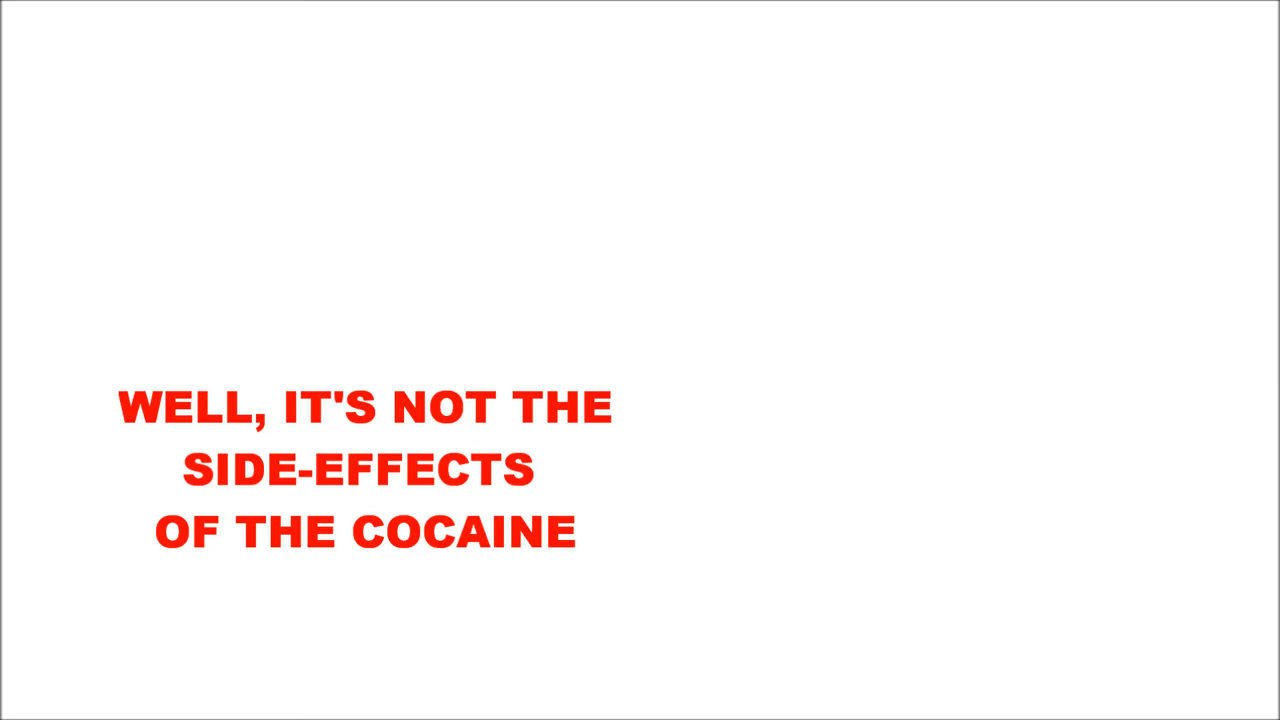 WELL, IT'S NOT THE
SIDE-EFFECTS
OF THE COCAINE